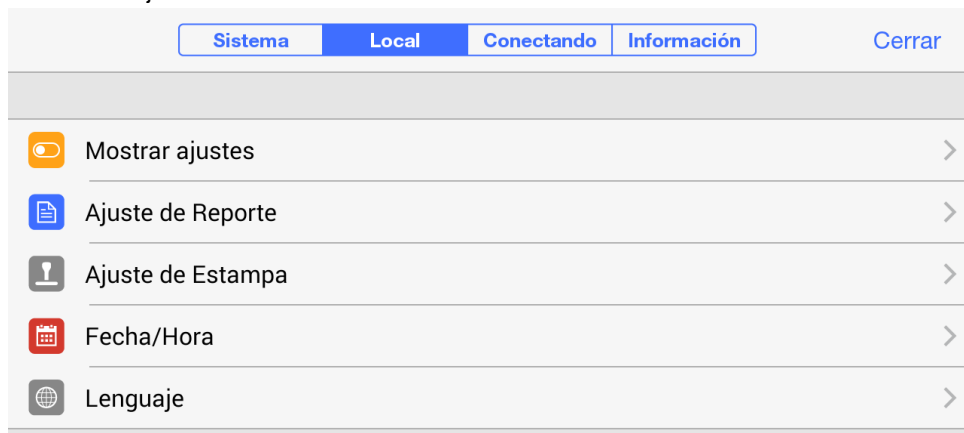 Sistema Local Conectando Información Cerrar
Mostrar ajustes
Ajuste de Reporte
Ajuste de Estampa
Fecha/Hora
Lenguaje